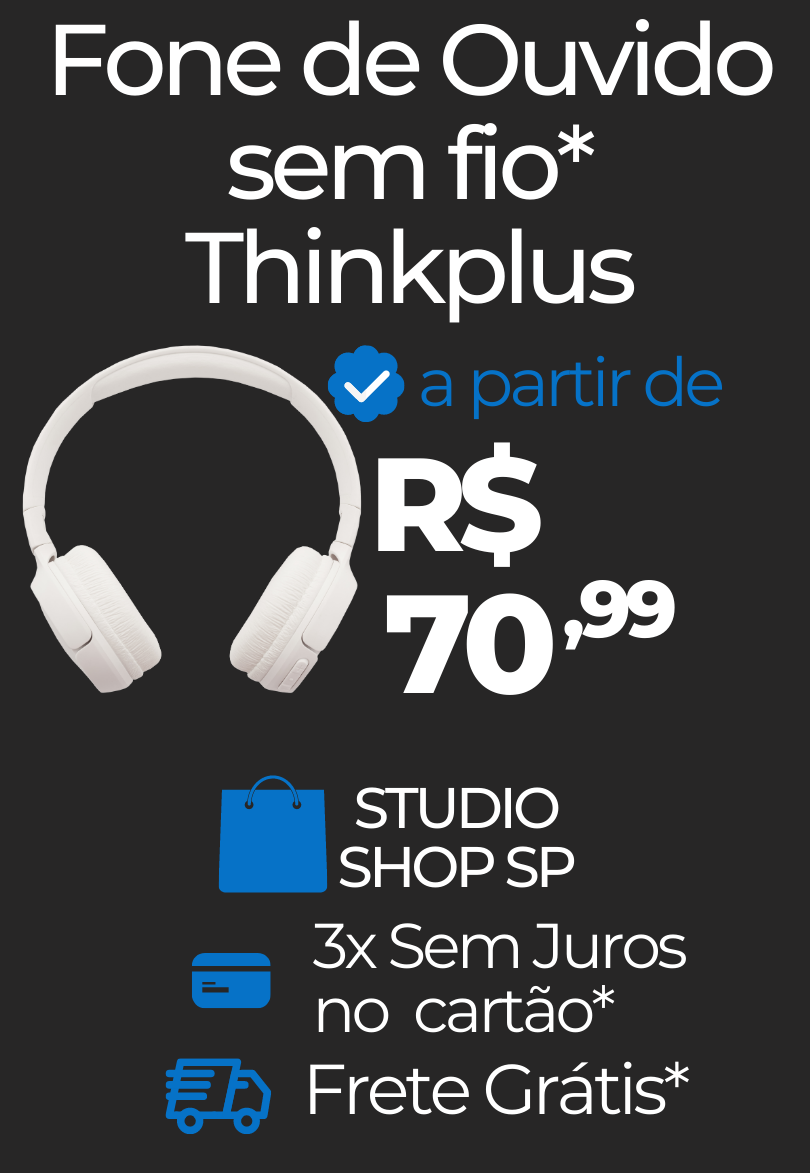 Fone de Ouvido
sem fio*
Thinkplus
a partir de
R$
70,99
STUDIO
SHOP SP
3x Sem Juros
no cartão*
Frete Grátis*